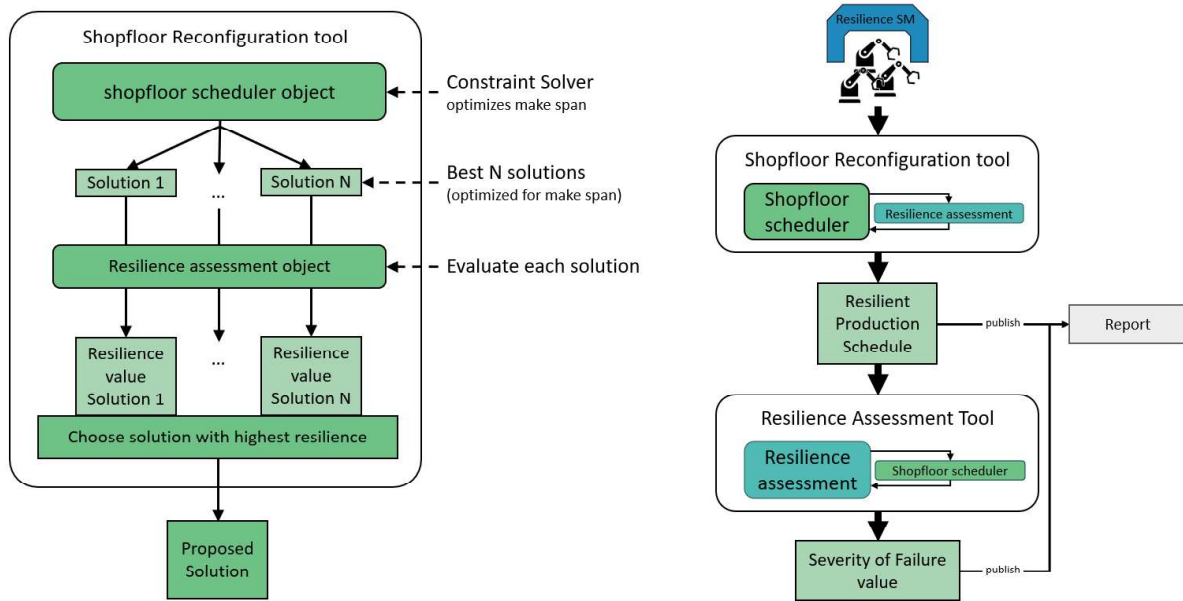 Shopfloor Reconfiguration tool
shopfloor scheduler object
Constraint Solver
optimizes make span
Solution 1
...
Solution N
Best N solutions
(optimized for make span)
Resilience assessment object
Evaluate each solution
Resilience
value
Solution 1
...
Resilience
value
Solution N
Choose solution with highest resilience
Proposed
Solution
Resilience SM
Shopfloor Reconfiguration tool
Shopfloor
scheduler
Resilience assessment
Resilient
Production
Schedule
publish
Report
Resilience Assessment Tool
Resilience
assessment
Shopfloor scheduler
Severity of Failure
value
publish